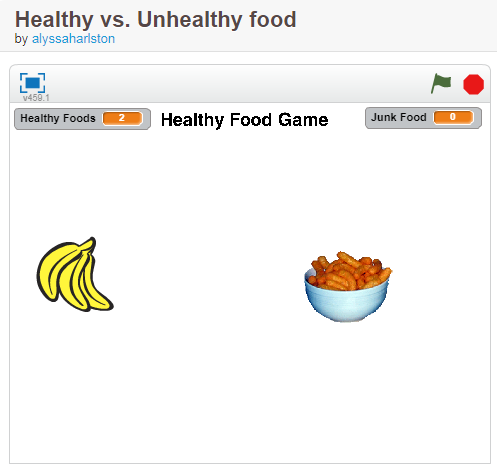 Healthy vs. Unhealthy food
by alyssaharlston
v459.1
Healthy Foods 2
Healthy Food Game
Junk Food 0